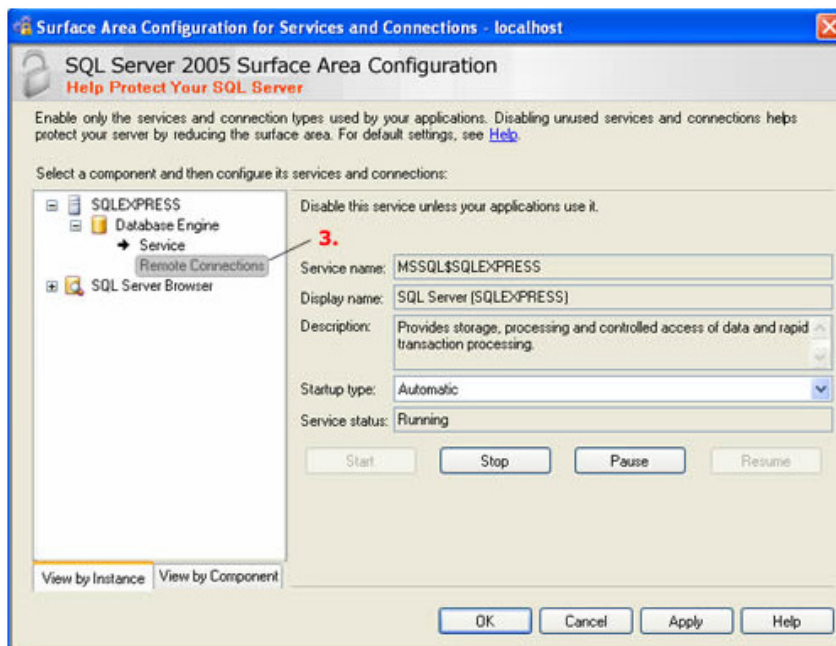 Surface Area Configuration for Services and Connections - localhost
SQL Server 2005 Surface Area Configuration
Help Protect Your SQL Server
Enable only the services and connection types used by your applications. Disabling unused services and connections helps
protect your server by reducing the surface area. For default settings, see Help.
Select a component and then configure its services and connections:
SQLEXPRESS
Database Engine
Service
Remote Connections
SQL Server Browser
3.
Disable this service unless your applications use it.
Service name: MSSQL$SQLEXPRESS
Display name: SQL Server (SQLEXPRESS)
Description: Provides storage, processing and controlled access of data and rapid
transaction processing.
Startup type: Automatic
Service status: Running
Start Stop Pause Resume
View by Instance View by Component
OK Cancel Apply Help